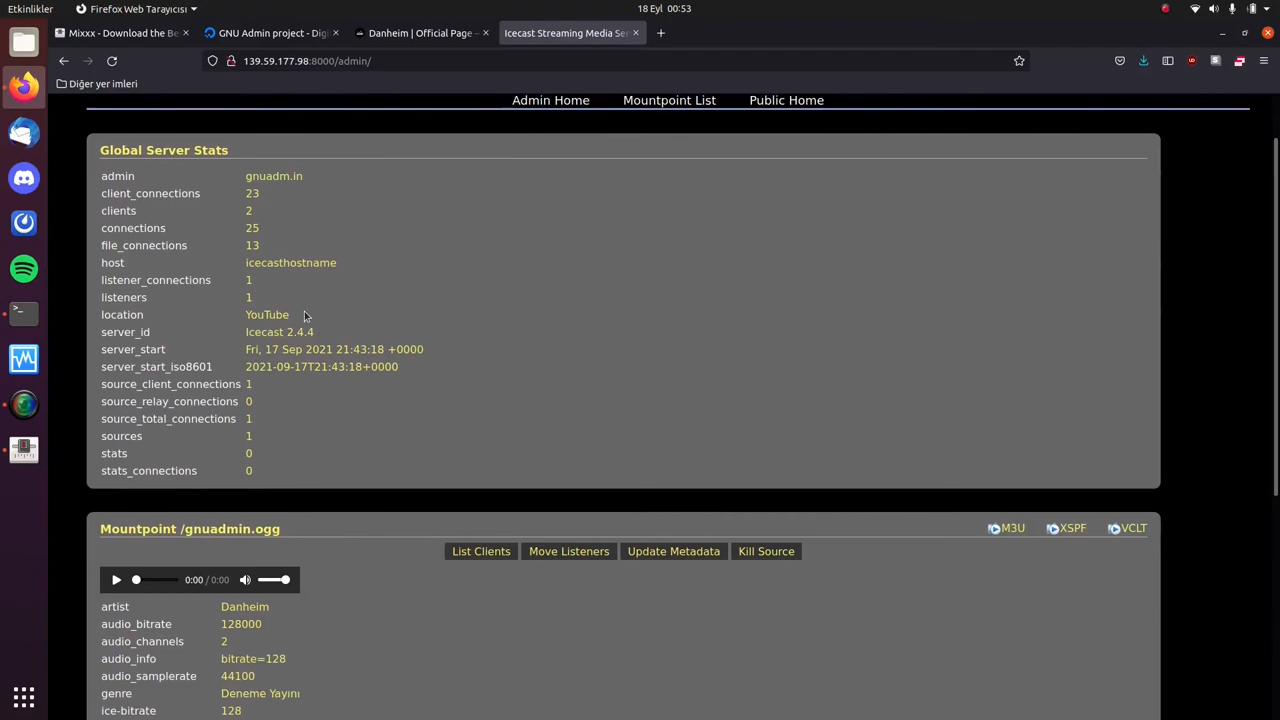 Etkinlikler
Firefox Web Tarayıcısı
18 Eyl 00:53
Mixxx - Download the Be
GNU Admin project - Digi
Danheim | Official Page –
Icecast Streaming Media Ser
139.59.177.98:8000/admin/
Diğer yer imleri
Admin Home
Mountpoint List
Public Home
Global Server Stats
admin gnuadm.in
client_connections 23
clients 2
connections 25
file_connections 13
host icecasthostname
listener_connections 1
listeners 1
location YouTube
server_id Icecast 2.4.4
server_start Fri, 17 Sep 2021 21:43:18 +0000
server_start_iso8601 2021-09-17T21:43:18+0000
source_client_connections 1
source_relay_connections 0
source_total_connections 1
sources 1
stats 0
stats_connections 0
Mountpoint /gnuadmin.ogg
M3U
XSPF
VCLT
List Clients
Move Listeners
Update Metadata
Kill Source
0:00 / 0:00
artist Danheim
audio_bitrate 128000
audio_channels 2
audio_info bitrate=128
audio_samplerate 44100
genre Deneme Yayını
ice-bitrate 128